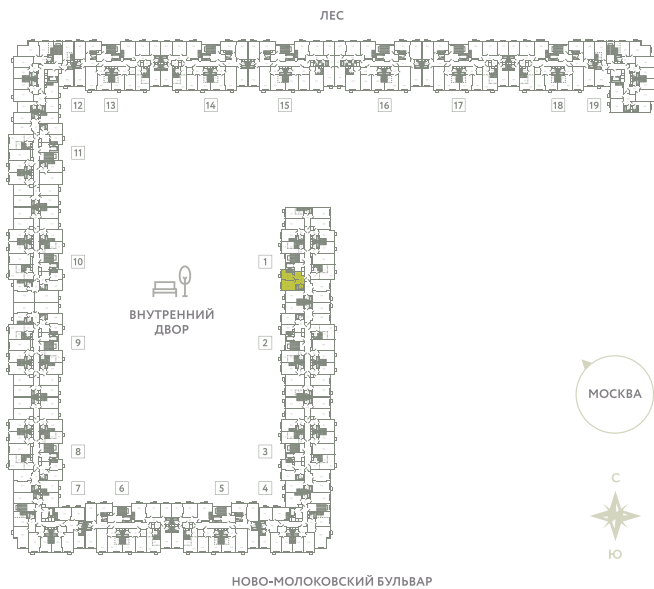 ЛЕС
12 13 14 15 16 17 18 19
11
10 1
ВНУТРЕННИЙ
ДВОР
9 2
МОСКВА
8 3
7 6 5 4
С
Ю
НОВО-МОЛОКОВСКИЙ БУЛЬВАР